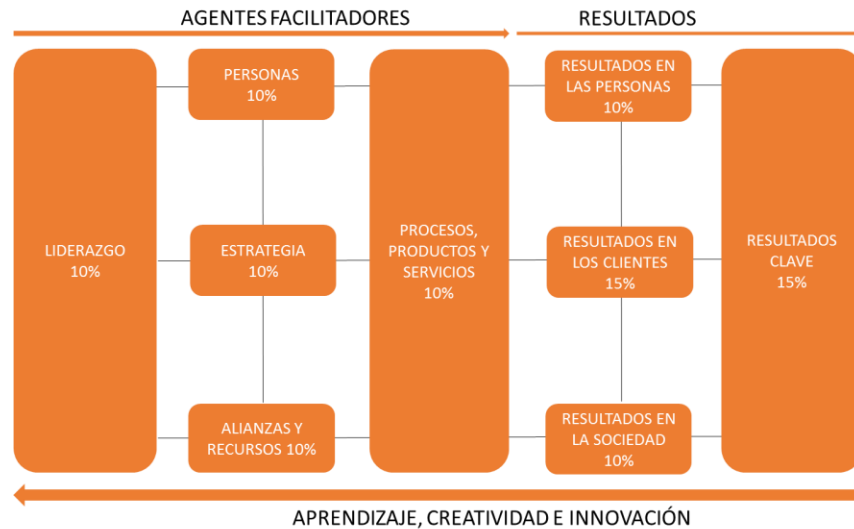 AGENTES FACILITADORES
RESULTADOS
LIDERAZGO
10%
PERSONAS
10%
ESTRATEGIA
10%
ALIANZAS Y
RECURSOS 10%
PROCESOS,
PRODUCTOS Y
SERVICIOS
10%
RESULTADOS EN
LAS PERSONAS
10%
RESULTADOS EN
LOS CLIENTES
15%
RESULTADOS EN
LA SOCIEDAD
10%
RESULTADOS
CLAVE
15%
APRENDIZAJE, CREATIVIDAD E INNOVACIÓN